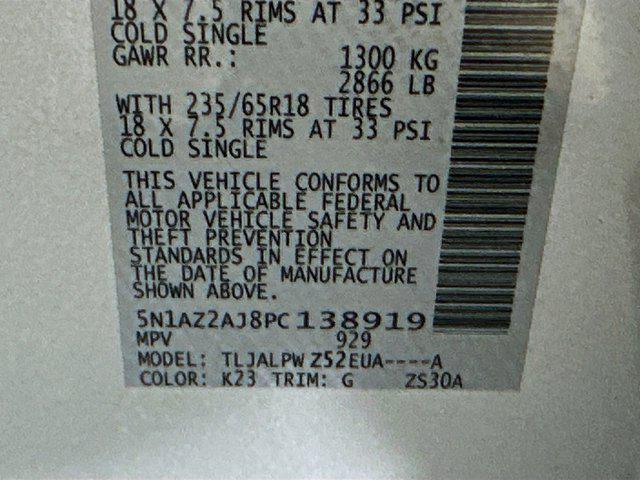 18 X 7.5 RIMS AT 33 PSI
COLD SINGLE
GAWR RR.: 1300 KG
2866 LB
WITH 235/65R18 TIRES
18 X 7.5 RIMS AT 33 PSI
COLD SINGLE
THIS VEHICLE CONFORMS TO
ALL APPLICABLE FEDERAL
MOTOR VEHICLE SAFETY AND
THEFT PREVENTION
STANDARDS IN EFFECT ON
THE DATE OF MANUFACTURE
SHOWN ABOVE.
5N1AZ2AJ8PC138919
MPV 929
MODEL: TLJALPW Z52EUA----A
COLOR: K23 TRIM: G ZS30A